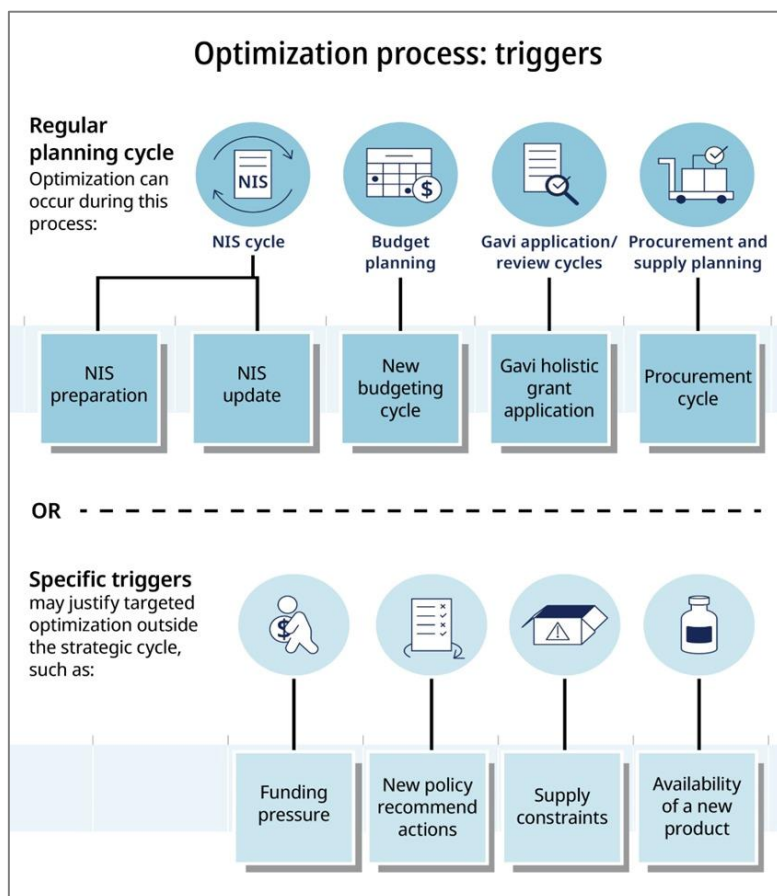 Optimization process: triggers
Regular
planning cycle
Optimization can
occur during this
process:
NIS
NIS cycle
$
Budget
planning
Gavi application/
review cycles
Procurement and
supply planning
NIS
preparation
NIS
update
New
budgeting
cycle
Gavi holistic
grant
application
Procurement
cycle
OR
Specific triggers
may justify targeted
optimization outside
the strategic cycle,
such as:
$
Funding
pressure
New policy
recommend
actions
Supply
constraints
Availability
of a new
product